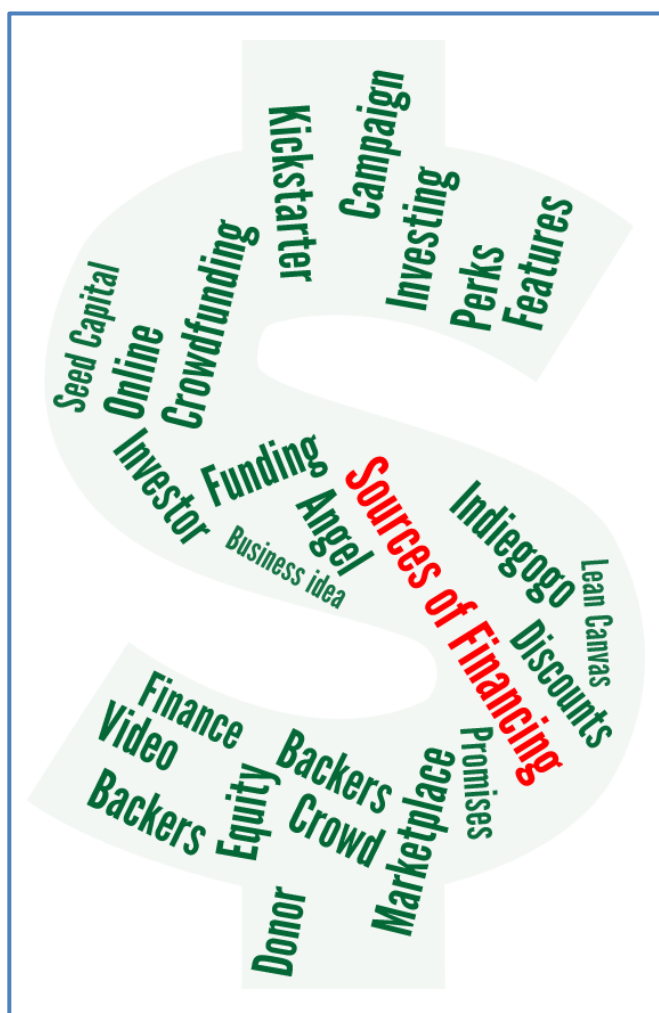 Kickstarter
Campaign
Investing
Perks
Features
Seed Capital
Online
Crowdfunding
Investor
Funding
Angel
Business idea
Sources of Financing
Indiegogo
Lean Canvas
Discounts
Finance
Video
Backers
Equity
Backers
Crowd
Marketplace
Promises
Donor